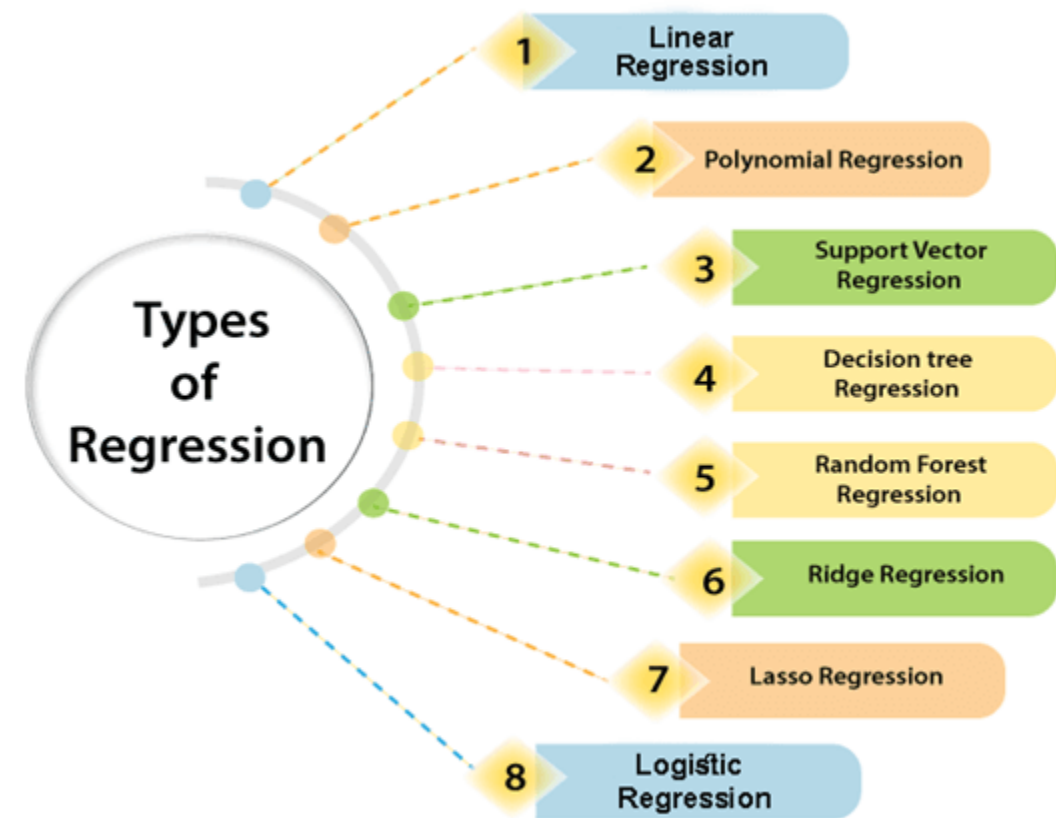 Types
of
Regression
1
Linear
Regression
2
Polynomial Regression
3
Support Vector
Regression
4
Decision tree
Regression
5
Random Forest
Regression
6
Ridge Regression
7
Lasso Regression
8
Logistic
Regression